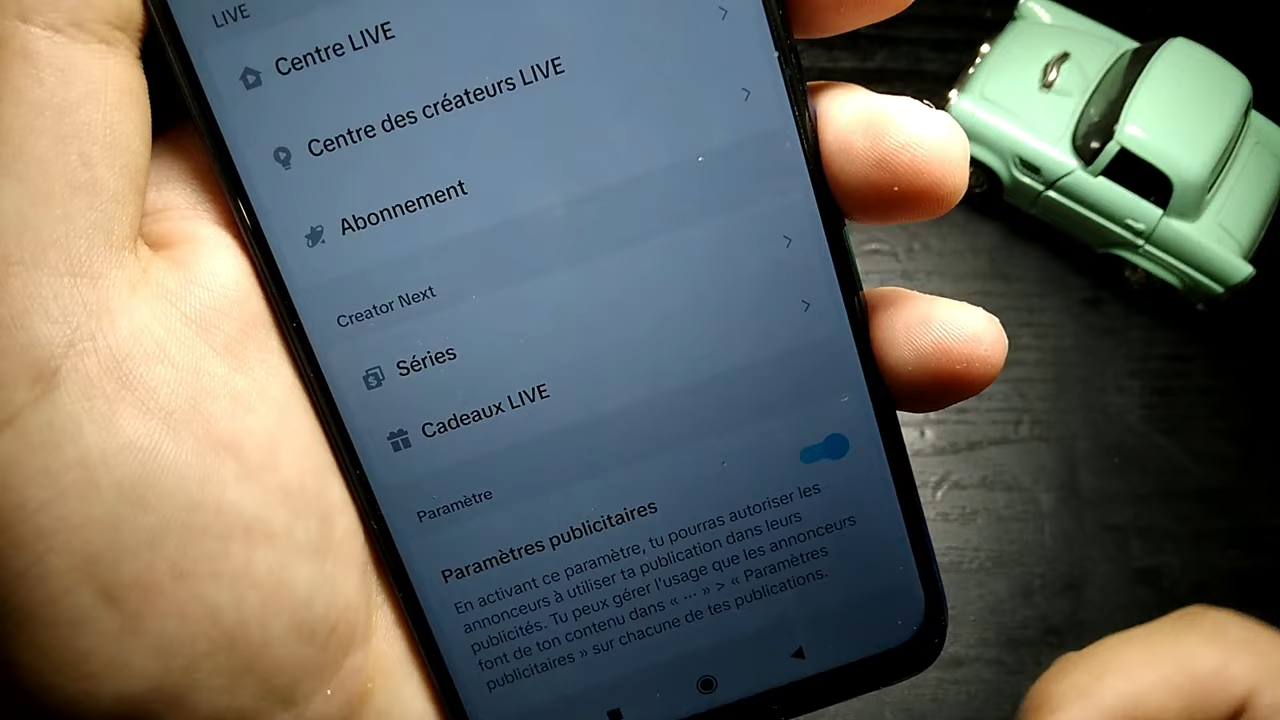 LIVE
Centre LIVE
Centre des créateurs LIVE
Abonnement
Creator Next
Séries
Cadeaux LIVE
Paramètre
Paramètres publicitaires
En activant ce paramètre, tu pourras autoriser les
annonceurs à utiliser ta publication dans leurs
publicités. Tu peux gérer l'usage que les annonceurs
font de ton contenu dans « ··· » > « Paramètres
publicitaires » sur chacune de tes publications.